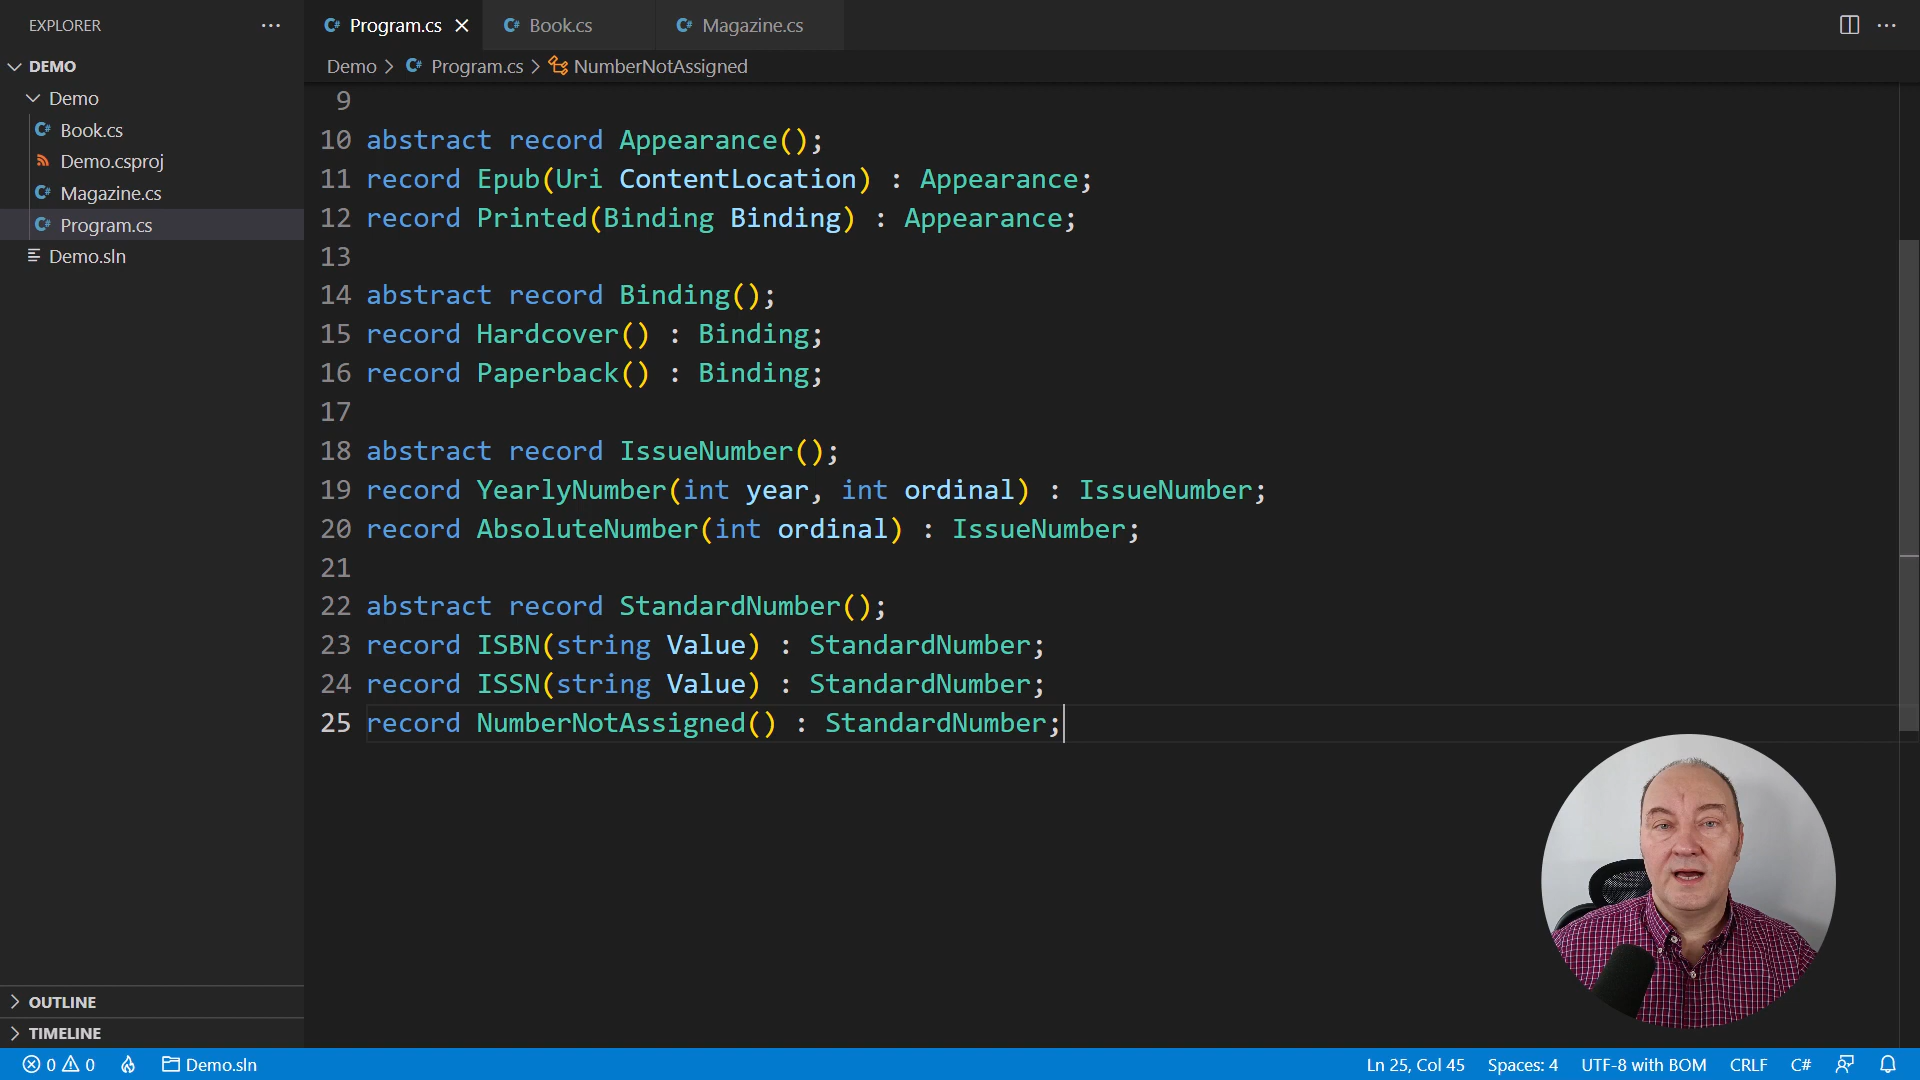 EXPLORER
Program.cs
Book.cs
Magazine.cs
DEMO
Demo > Program.cs > NumberNotAssigned
Demo
Book.cs
Demo.csproj
Magazine.cs
Program.cs
Demo.sln
9
10 abstract record Appearance();
11 record Epub(Uri ContentLocation) : Appearance;
12 record Printed(Binding Binding) : Appearance;
13
14 abstract record Binding();
15 record Hardcover() : Binding;
16 record Paperback() : Binding;
17
18 abstract record IssueNumber();
19 record YearlyNumber(int year, int ordinal) : IssueNumber;
20 record AbsoluteNumber(int ordinal) : IssueNumber;
21
22 abstract record StandardNumber();
23 record ISBN(string Value) : StandardNumber;
24 record ISSN(string Value) : StandardNumber;
25 record NumberNotAssigned() : StandardNumber;
OUTLINE
TIMELINE
0 0 Demo.sln Ln 25, Col 45 Spaces: 4 UTF-8 with BOM CRLF C#